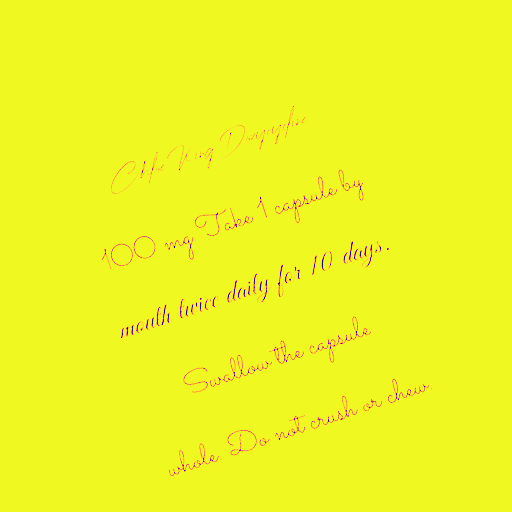 100 mg Take 1 capsule by
mouth twice daily for 10 days.
Swallow the capsule
whole. Do not crush or chew